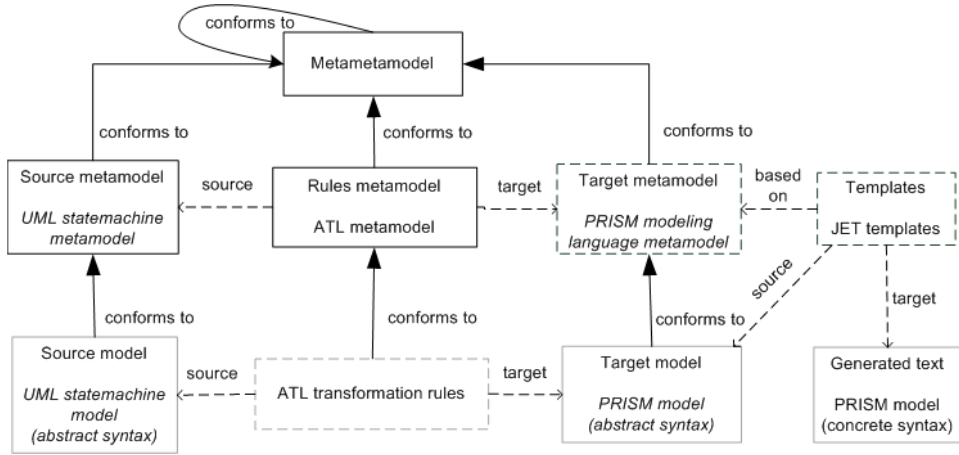 conforms to
Metametamodel
conforms to
conforms to
conforms to
Source metamodel
UML statemachine
metamodel)
source
Rules metamodel
ATL metamodel
target
Target metamodel
PRISM modeling
language metamodel)
based
on
Templates
JET templates
conforms to
conforms to
conforms to
source
target
Source model
UML statemachine
model
(abstract syntax)
source
ATL transformation rules
target
Target model
PRISM model
(abstract syntax)
Generated text
PRISM model
(concrete syntax)